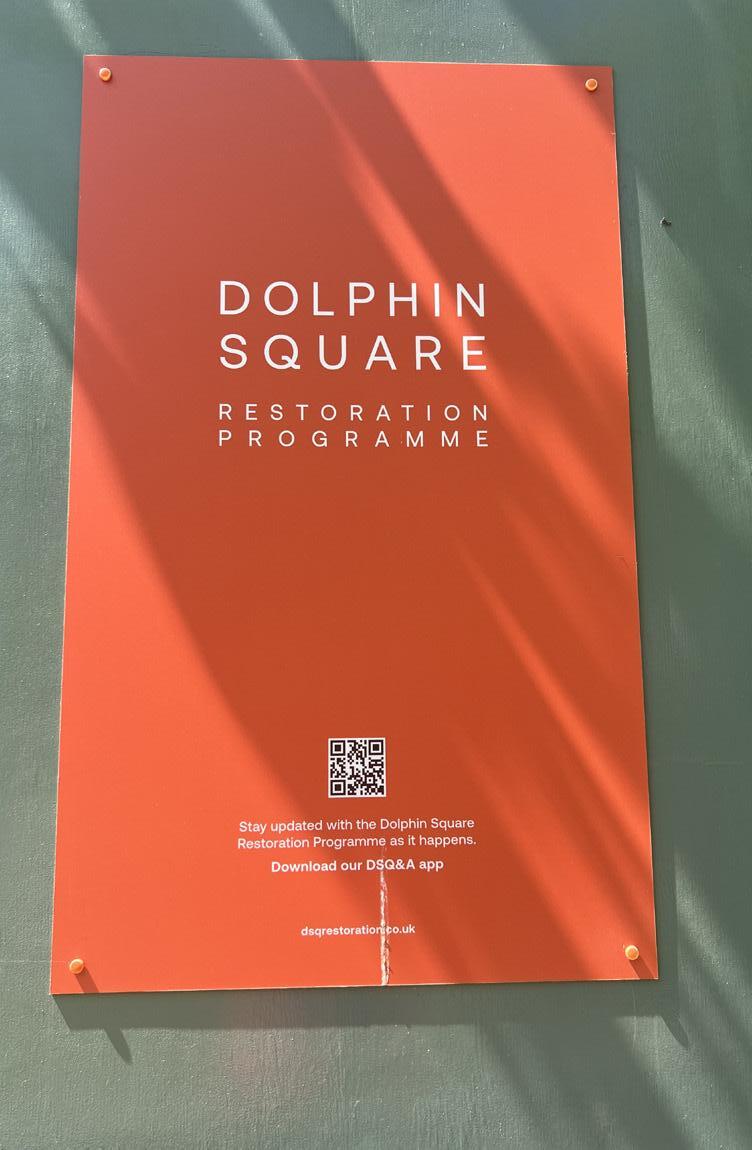 DOLPHIN
SQUARE
RESTORATION
PROGRAMME
Stay updated with the Dolphin Square
Restoration Programme as it happens.
Download our DSQ&A app
dsqrestoration.co.uk